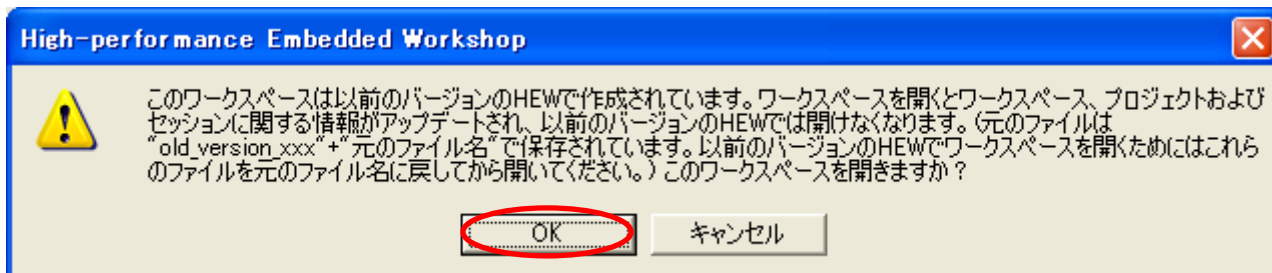 High-performance Embedded Workshop
このワークスペースは以前のバージョンのHEWで作成されています。ワークスペースを開くとワークスペース、プロジェクトおよび
セッションに関する情報がアップデートされ、以前のバージョンのHEWでは開けなくなります。(元のファイルは
"old_version_xxx"+"元のファイル名"で保存されています。以前のバージョンのHEWでワークスペースを開くためにはこれら
のファイルを元のファイル名に戻してから開いてください。)このワークスペースを開きますか?
OK
キャンセル